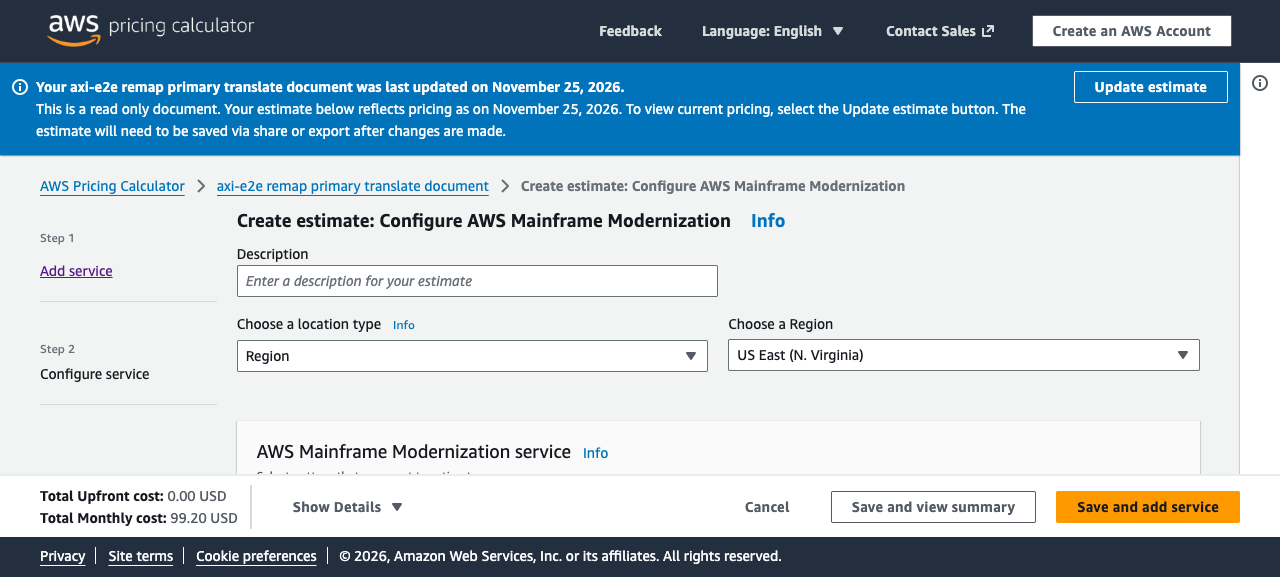 aws pricing calculator
Feedback
Language: English
Contact Sales
Create an AWS Account
Your axi-e2e remap primary translate document was last updated on November 25, 2026.
This is a read only document. Your estimate below reflects pricing as on November 25, 2026. To view current pricing, select the Update estimate button. The
estimate will need to be saved via share or export after changes are made.
Update estimate
AWS Pricing Calculator
axi-e2e remap primary translate document
Create estimate: Configure AWS Mainframe Modernization
Step 1
Add service
Step 2
Configure service
Create estimate: Configure AWS Mainframe Modernization Info
Description
Enter a description for your estimate
Choose a location type Info
Region
Choose a Region
US East (N. Virginia)
AWS Mainframe Modernization service Info
Total Upfront cost: 0.00 USD
Total Monthly cost: 99.20 USD
Show Details
Cancel
Save and view summary
Save and add service
Privacy
Site terms
Cookie preferences
© 2026, Amazon Web Services, Inc. or its affiliates. All rights reserved.